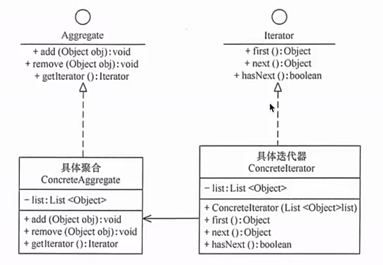 Aggregate
+ add (Object obj): void
+ remove (Object obj): void
+ getIterator (): Iterator
Iterator
+ first (): Object
+ next (): Object
+ hasNext (): boolean
具体聚合
ConcreteAggregate
- list: List <Object>
+ add (Object obj): void
+ remove (Object obj): void
+ getIterator (): Iterator
具体迭代器
ConcreteIterator
- list: List <Object>
+ ConcreteIterator (List <Object>list)
+ first (): Object
+ next (): Object
+ hasNext (): boolean